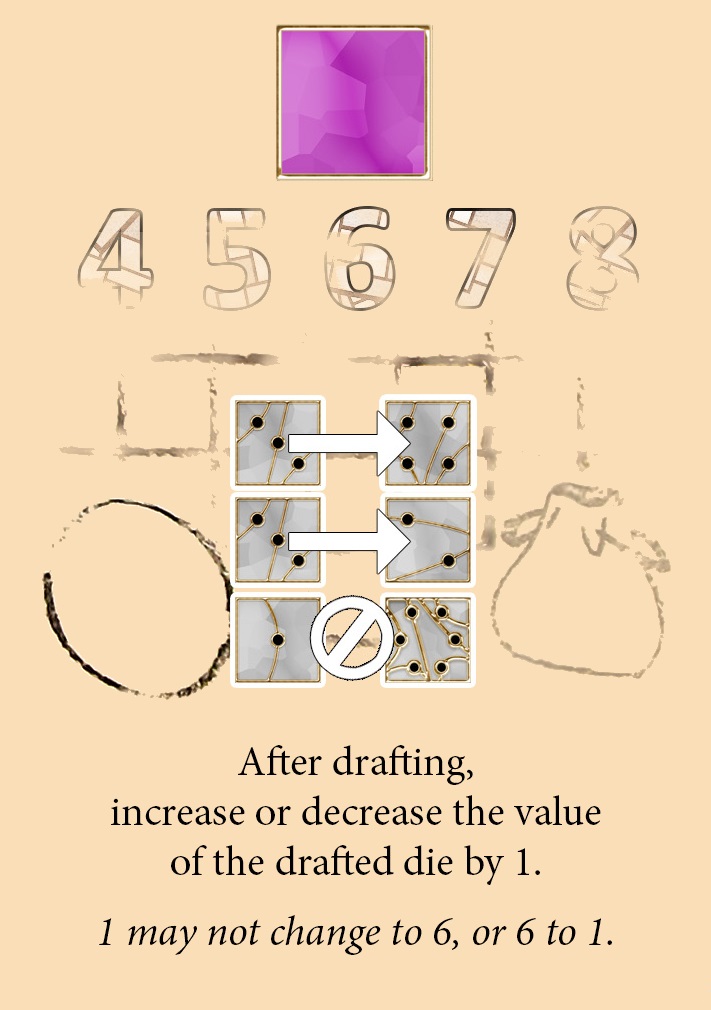 4 5 6 7 8
After drafting,
increase or decrease the value
of the drafted die by 1.
1 may not change to 6, or 6 to 1.